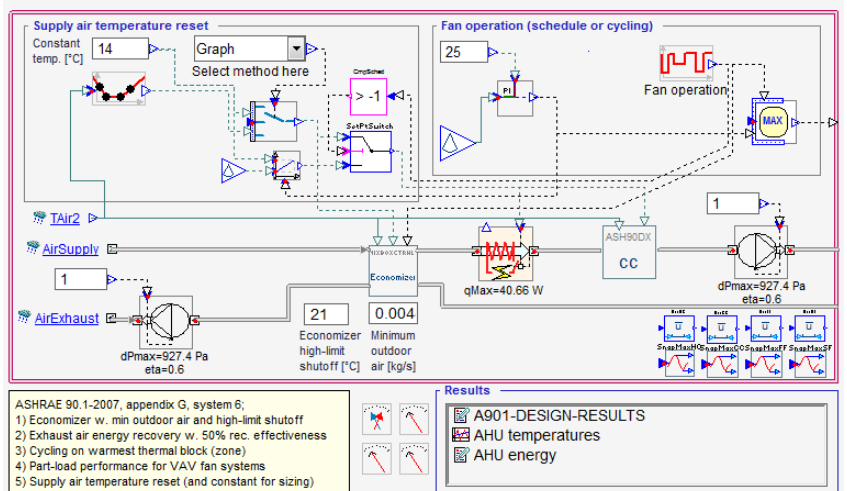 Supply air temperature reset
Constant
temp. [°C]
14
Graph
Select method here
CmpSched
> -1
SetPtSwitch
Fan operation (schedule or cycling)
25
PI
Fan operation
MAX
TAir2
AirSupply
1
AirExhaust
dPmax=927.4 Pa
eta=0.6
MIXBOXCTRNL
Economizer
21
Economizer
high-limit
shutoff [°C]
0.004
Minimum
outdoor
air [kg/s]
qMax=40.66 W
ASH90DX
CC
1
dPmax=927.4 Pa
eta=0.6
SnapMaxHC
SnapMaxCC
SnapMaxFF
SnapMaxSF
ASHRAE 90.1-2007, appendix G, system 6;
1) Economizer w. min outdoor air and high-limit shutoff
2) Exhaust air energy recovery w. 50% rec. effectiveness
3) Cycling on warmest thermal block (zone)
4) Part-load performance for VAV fan systems
5) Supply air temperature reset (and constant for sizing)
Results
A901-DESIGN-RESULTS
AHU temperatures
AHU energy